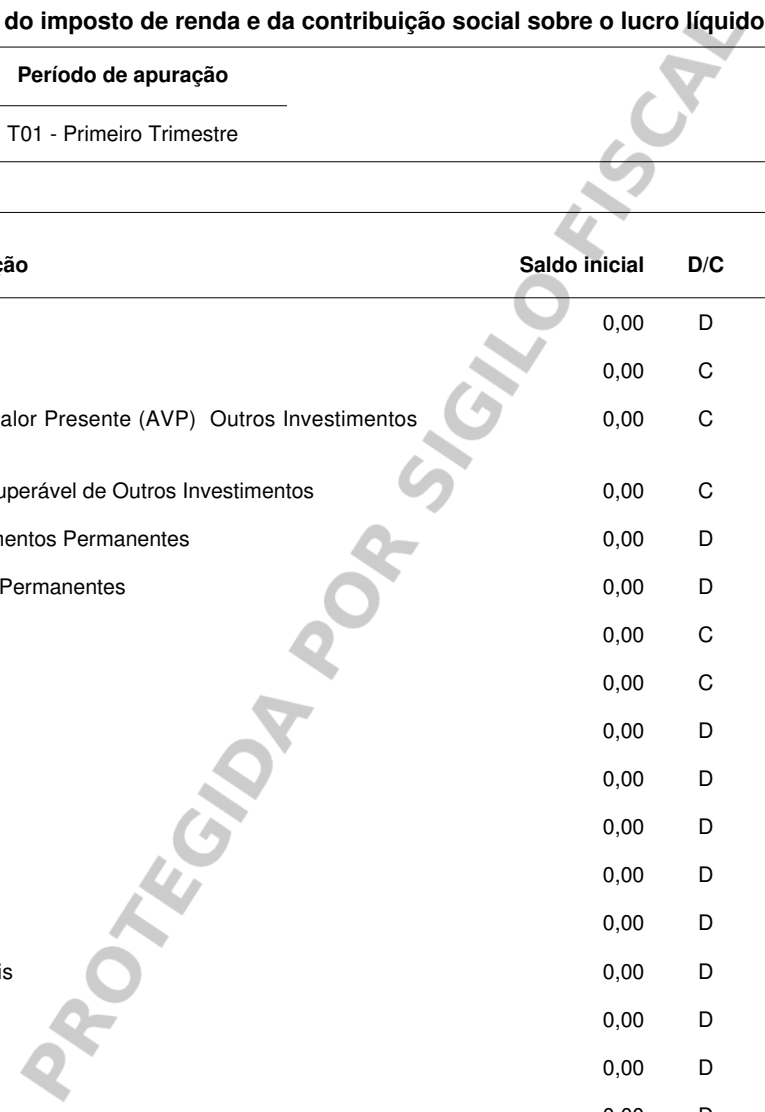 do imposto de renda e da contribuição social sobre o lucro líquido
Período de apuração
T01 - Primeiro Trimestre
ção Saldo inicial D/C
0,00 D
0,00 C
alor Presente (AVP) Outros Investimentos 0,00 C
uperável de Outros Investimentos 0,00 C
nentos Permanentes 0,00 D
Permanentes 0,00 D
0,00 C
0,00 C
0,00 D
0,00 D
0,00 D
0,00 D
0,00 D
is 0,00 D
0,00 D
0,00 D
0,00 D
PROTEGIDA POR SIGILO FISCAL